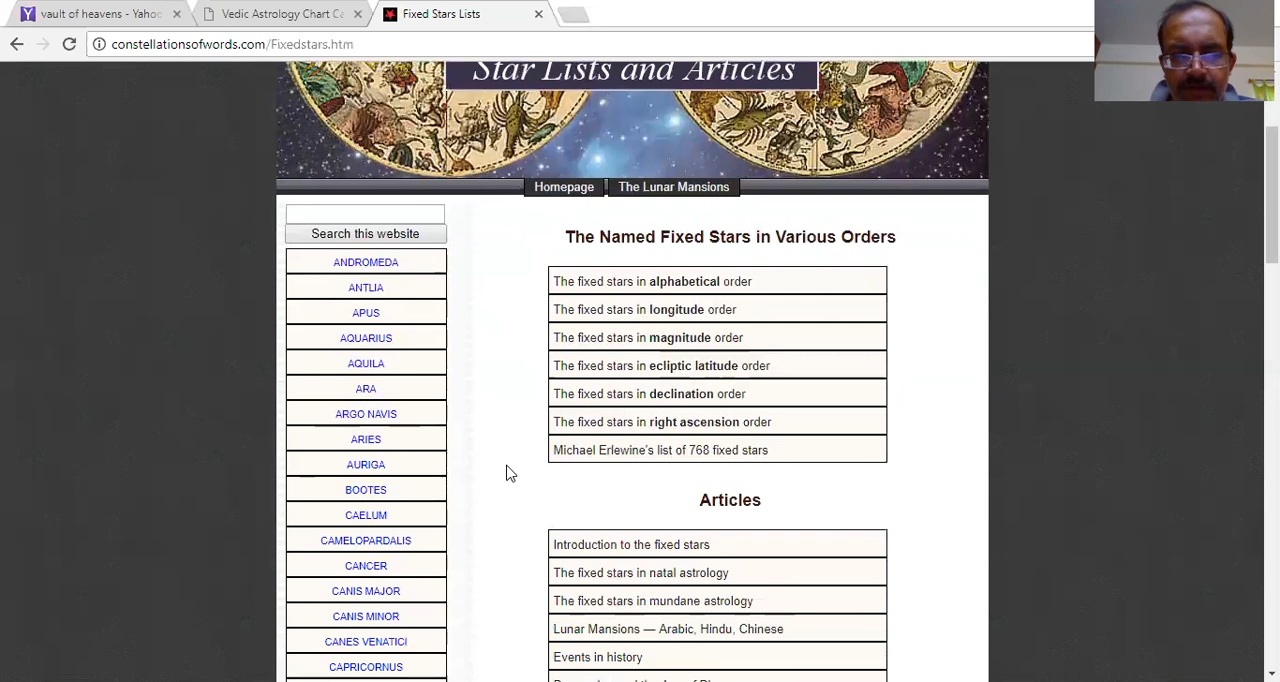 vault of heavens - Yahoo
Vedic Astrology Chart Ca
Fixed Stars Lists
constellationsofwords.com/Fixedstars.htm
Star Lists and Articles
Homepage
The Lunar Mansions
Search this website
ANDROMEDA
ANTLIA
APUS
AQUARIUS
AQUILA
ARA
ARGO NAVIS
ARIES
AURIGA
BOOTES
CAELUM
CAMELOPARDALIS
CANCER
CANIS MAJOR
CANIS MINOR
CANES VENATICI
CAPRICORNUS
The Named Fixed Stars in Various Orders
The fixed stars in alphabetical order
The fixed stars in longitude order
The fixed stars in magnitude order
The fixed stars in ecliptic latitude order
The fixed stars in declination order
The fixed stars in right ascension order
Michael Erlewine's list of 768 fixed stars
Articles
Introduction to the fixed stars
The fixed stars in natal astrology
The fixed stars in mundane astrology
Lunar Mansions — Arabic, Hindu, Chinese
Events in history